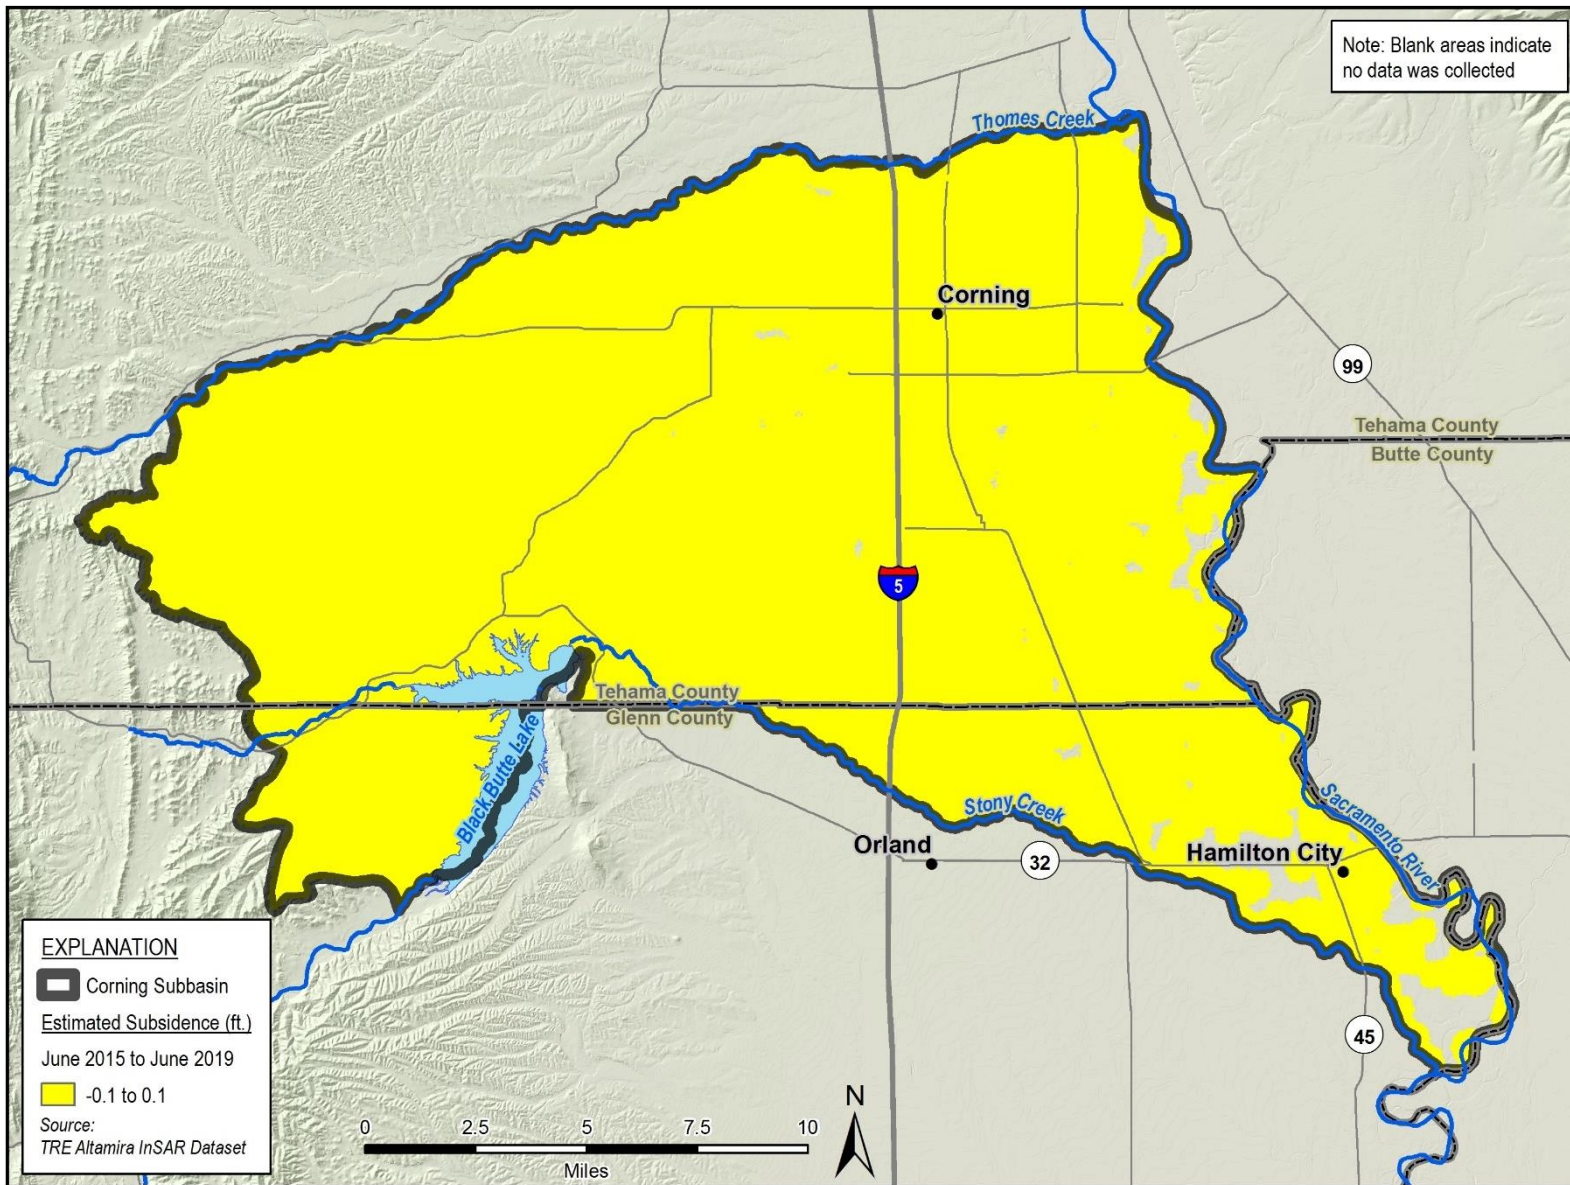 Note: Blank areas indicate
no data was collected
Thomes Creek
Corning
99
Tehama County
Butte County
5
Tehama County
Glenn County
Black Butte Lake
Stony Creek
Sacramento River
Orland
32
Hamilton City
45
EXPLANATION
Corning Subbasin
Estimated Subsidence (ft.)
June 2015 to June 2019
-0.1 to 0.1
Source:
TRE Altamira InSAR Dataset
0 2.5 5 7.5 10
Miles
N